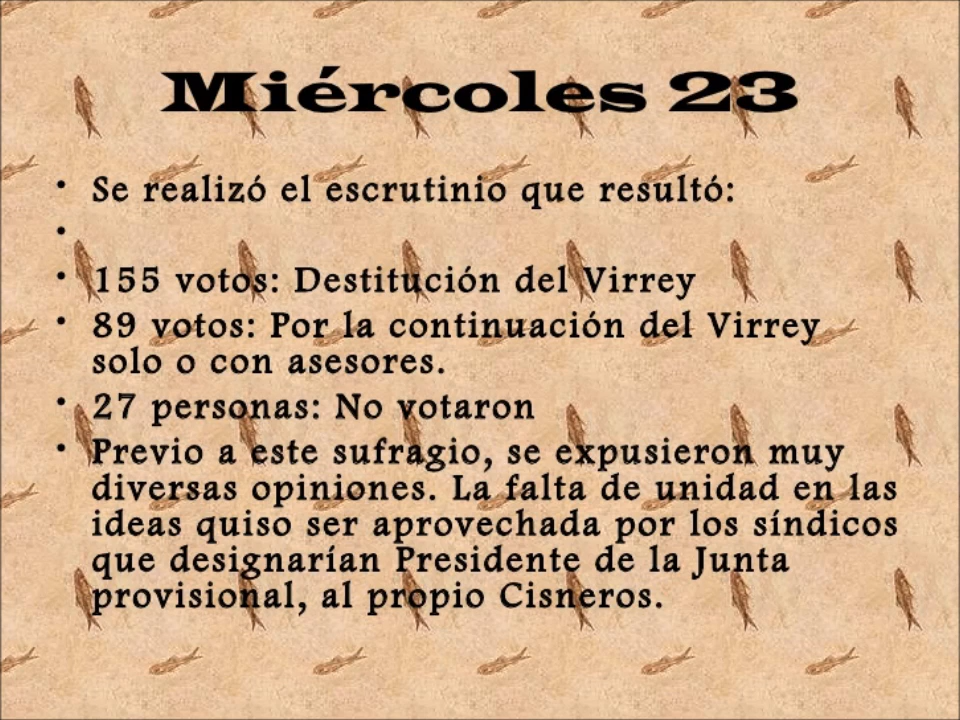 Miércoles 23
• Se realizó el escrutinio que resultó:
•
• 155 votos: Destitución del Virrey
• 89 votos: Por la continuación del Virrey
solo o con asesores.
• 27 personas: No votaron
• Previo a este sufragio, se expusieron muy
diversas opiniones. La falta de unidad en las
ideas quiso ser aprovechada por los síndicos
que designarían Presidente de la Junta
provisional, al propio Cisneros.